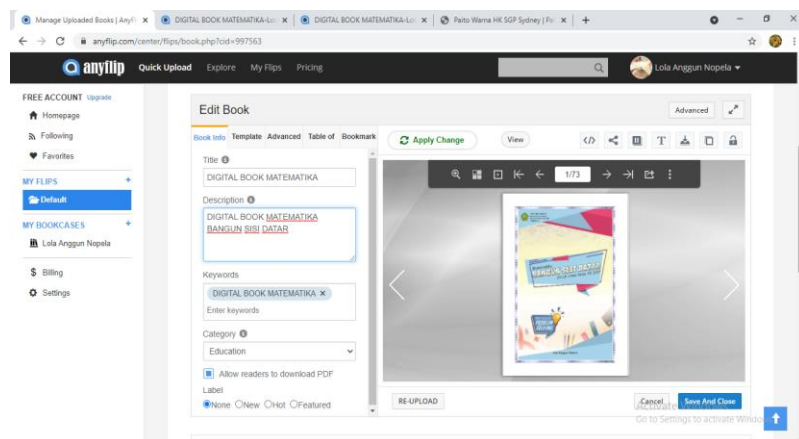 Manage Uploaded Books | AnyFl
DIGITAL BOOK MATEMATIKA-Lo
DIGITAL BOOK MATEMATIKA-Lo
Paito Warna HK SGP Sydney | Pa
anyflip.com/center/flips/book.php?cid=997563
anyflip Quick Upload Explore My Flips Pricing Lola Anggun Nopela
FREE ACCOUNT Upgrade
Homepage
Following
Favorites
MY FLIPS +
Default
MY BOOKCASES +
Lola Anggun Nopela
$ Billing
Settings
Edit Book
Advanced
Book Info Template Advanced Table of Bookmark
Apply Change
View
Title
DIGITAL BOOK MATEMATIKA
Description
DIGITAL BOOK MATEMATIKA
BANGUN SISI DATAR
Keywords
DIGITAL BOOK MATEMATIKA ×
Enter keywords
Category
Education
Allow readers to download PDF
Label
None New Hot Featured
1/73
BANGUN SISI DATAR
RE-UPLOAD
Cancel
Save And Close
Activate Windows
Go to Settings to activate Windows.